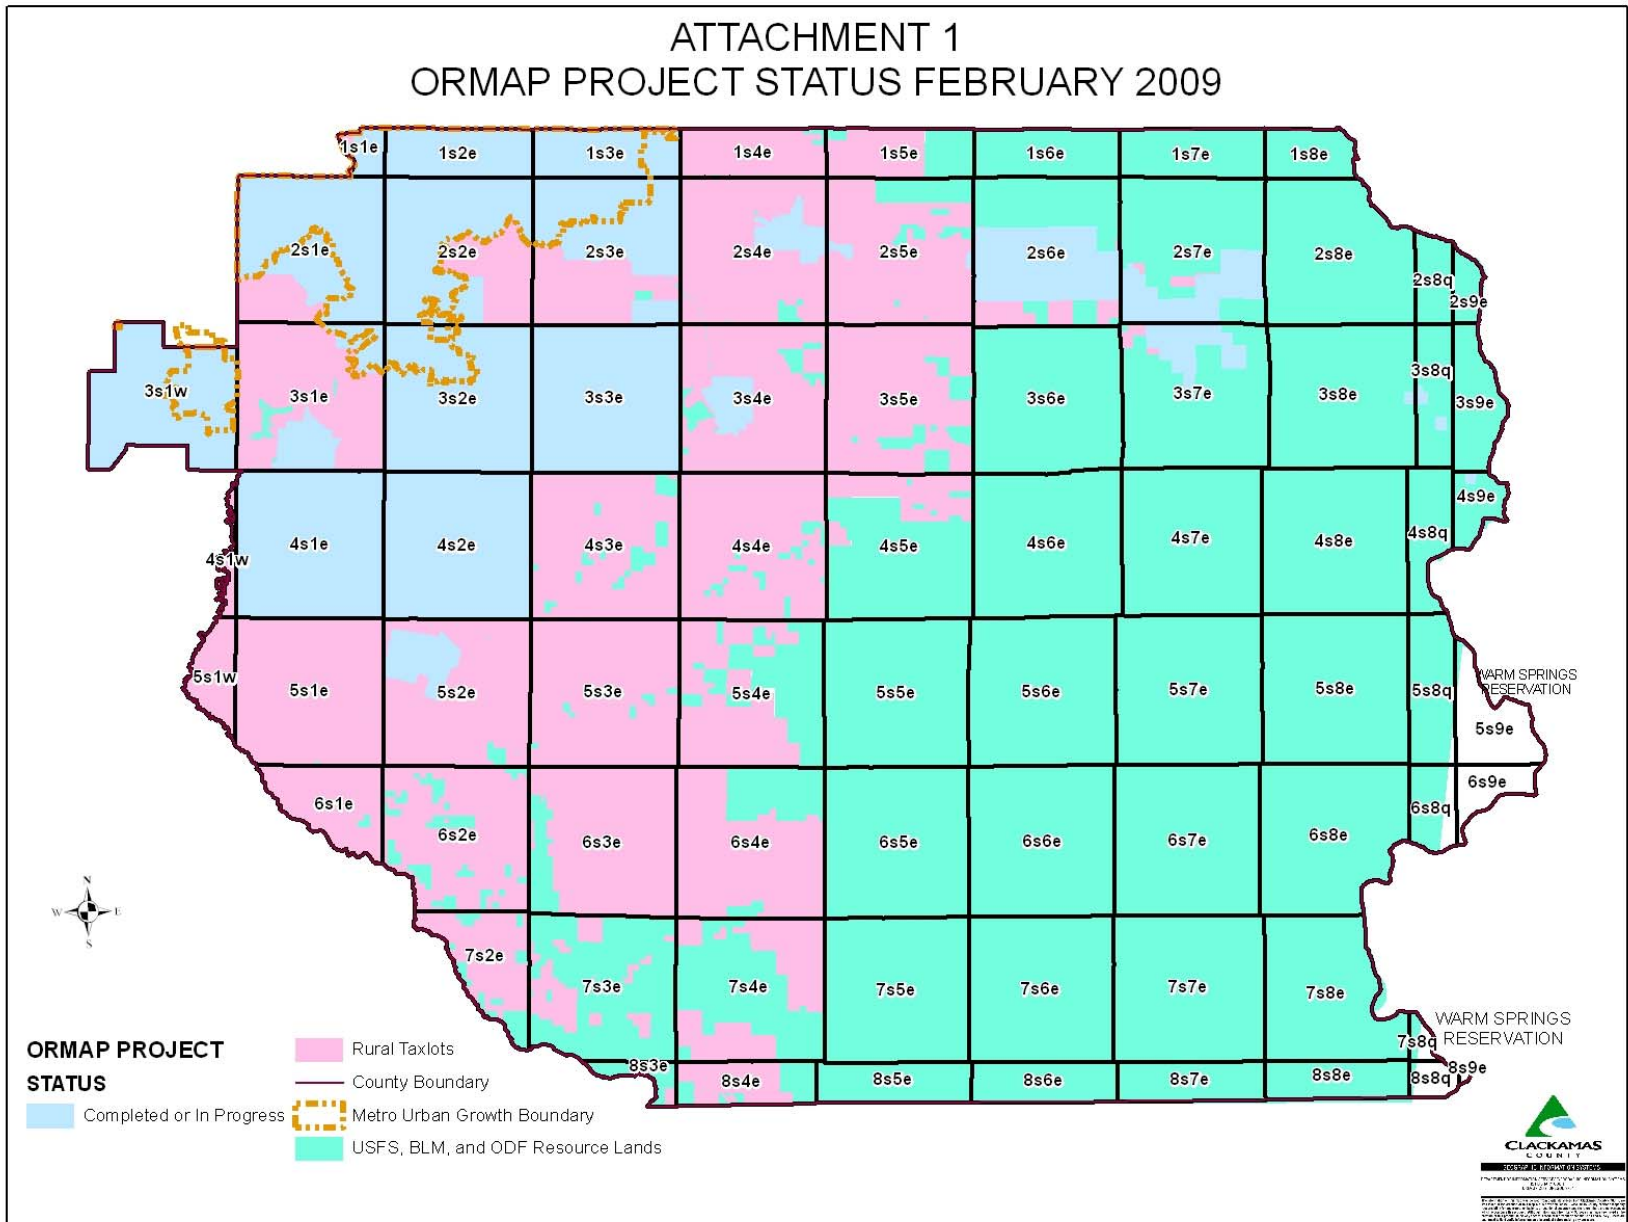 ATTACHMENT 1
ORMAP PROJECT STATUS FEBRUARY 2009
1s1e 1s2e 1s3e 1s4e 1s5e 1s6e 1s7e 1s8e
2s1e 2s2e 2s3e 2s4e 2s5e 2s6e 2s7e 2s8e 2s8q 2s9e
3s1w 3s1e 3s2e 3s3e 3s4e 3s5e 3s6e 3s7e 3s8e 3s8q 3s9e
4s1w 4s1e 4s2e 4s3e 4s4e 4s5e 4s6e 4s7e 4s8e 4s8q 4s9e
5s1w 5s1e 5s2e 5s3e 5s4e 5s5e 5s6e 5s7e 5s8e 5s8q 5s9e
WARM SPRINGS
RESERVATION
6s1e 6s2e 6s3e 6s4e 6s5e 6s6e 6s7e 6s8e 6s8q 6s9e
N
W E
S
7s2e 7s3e 7s4e 7s5e 7s6e 7s7e 7s8e 7s8q
WARM SPRINGS
RESERVATION
8s3e 8s4e 8s5e 8s6e 8s7e 8s8e 8s8q 8s9e
ORMAP PROJECT
STATUS
Completed or In Progress
Rural Taxlots
County Boundary
Metro Urban Growth Boundary
USFS, BLM, and ODF Resource Lands
CLACKAMAS
COUNTY
GEOGRAPHIC INFORMATION SYSTEMS